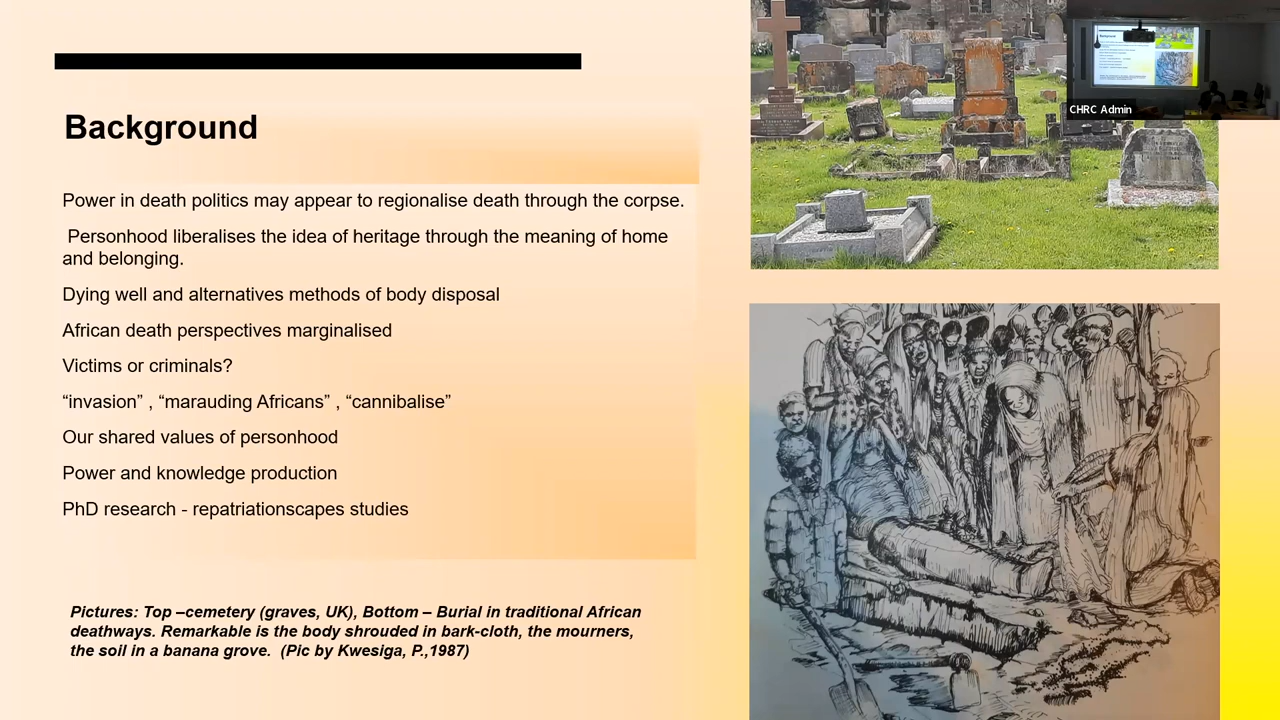 Background
Power in death politics may appear to regionalise death through the corpse.
Personhood liberalises the idea of heritage through the meaning of home
and belonging.
Dying well and alternatives methods of body disposal
African death perspectives marginalised
Victims or criminals?
“invasion” , “marauding Africans” , “cannibalise”
Our shared values of personhood
Power and knowledge production
PhD research - repatriationscapes studies
Pictures: Top –cemetery (graves, UK), Bottom – Burial in traditional African
deathways. Remarkable is the body shrouded in bark-cloth, the mourners,
the soil in a banana grove. (Pic by Kwesiga, P.,1987)
CHRC Admin